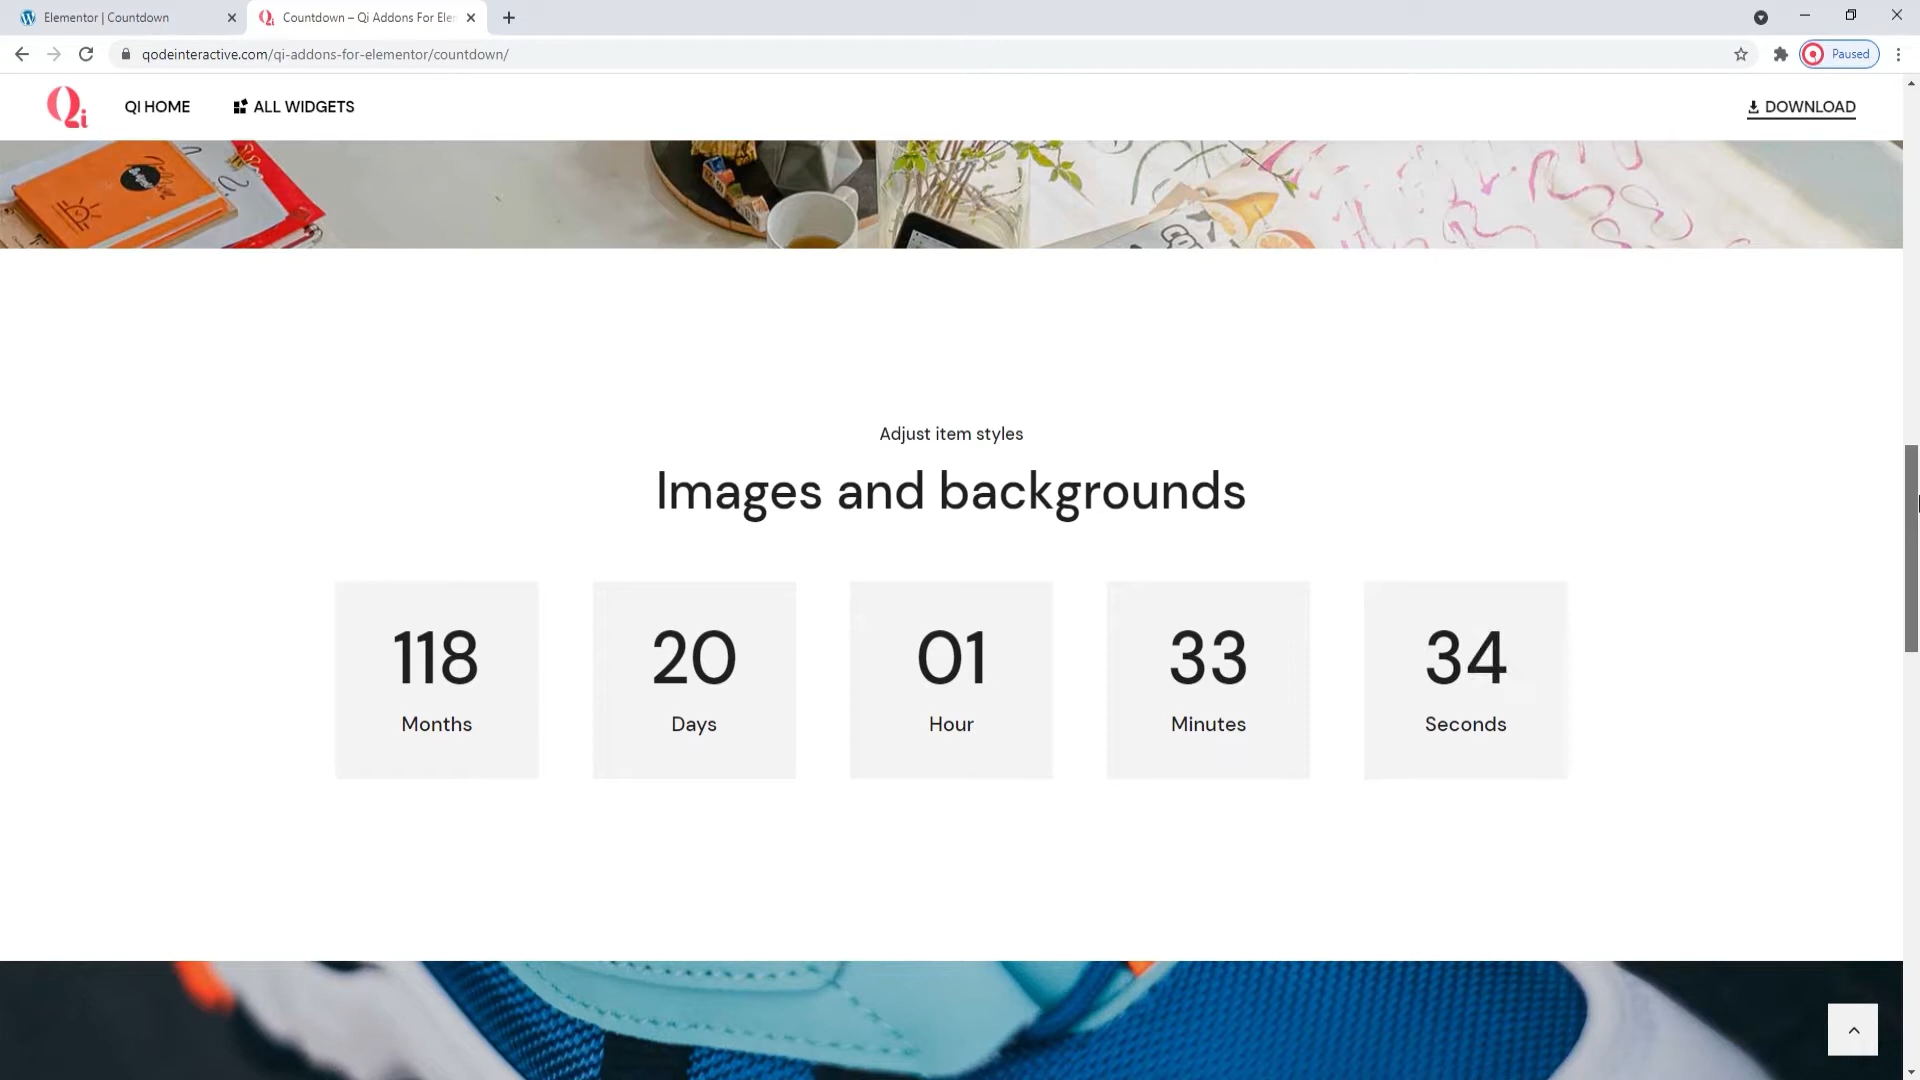 Elementor | Countdown
Countdown – Qi Addons For Ele
qodeinteractive.com/qi-addons-for-elementor/countdown/
Paused
Qi
QI HOME
ALL WIDGETS
DOWNLOAD
Adjust item styles
Images and backgrounds
118
20
01
33
34
Months
Days
Hour
Minutes
Seconds